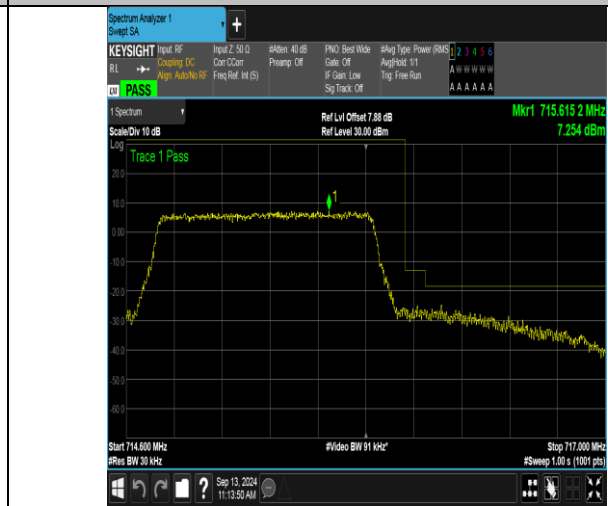 Spectrum Analyzer 1
Swept SA
+
KEYSIGHT Input: RF Input Z: 50 Ω #Atten: 40 dB PNO: Best Wide #Avg Type: Power (RMS 1 2 3 4 5 6
RL Coupling: DC Corr CCorr Preamp: Off Gate: Off Avg|Hold: 1/1 A W W W W W
Align: Auto/No RF Freq Ref: Int (S) IF Gain: Low Trig: Free Run
PASS Sig Track: Off A A A A A A
1 Spectrum Ref Lvl Offset 7.88 dB Mkr1 715.615 2 MHz
Scale/Div 10 dB Ref Level 30.00 dBm 7.254 dBm
Log
Trace 1 Pass
20.0
10.0
1
0.00
-10.0
-20.0
-30.0
-40.0
-50.0
-60.0
Start 714.600 MHz #Video BW 91 kHz* Stop 717.000 MHz
#Res BW 30 kHz #Sweep 1.00 s (1001 pts)
? Sep 13, 2024
11:13:50 AM